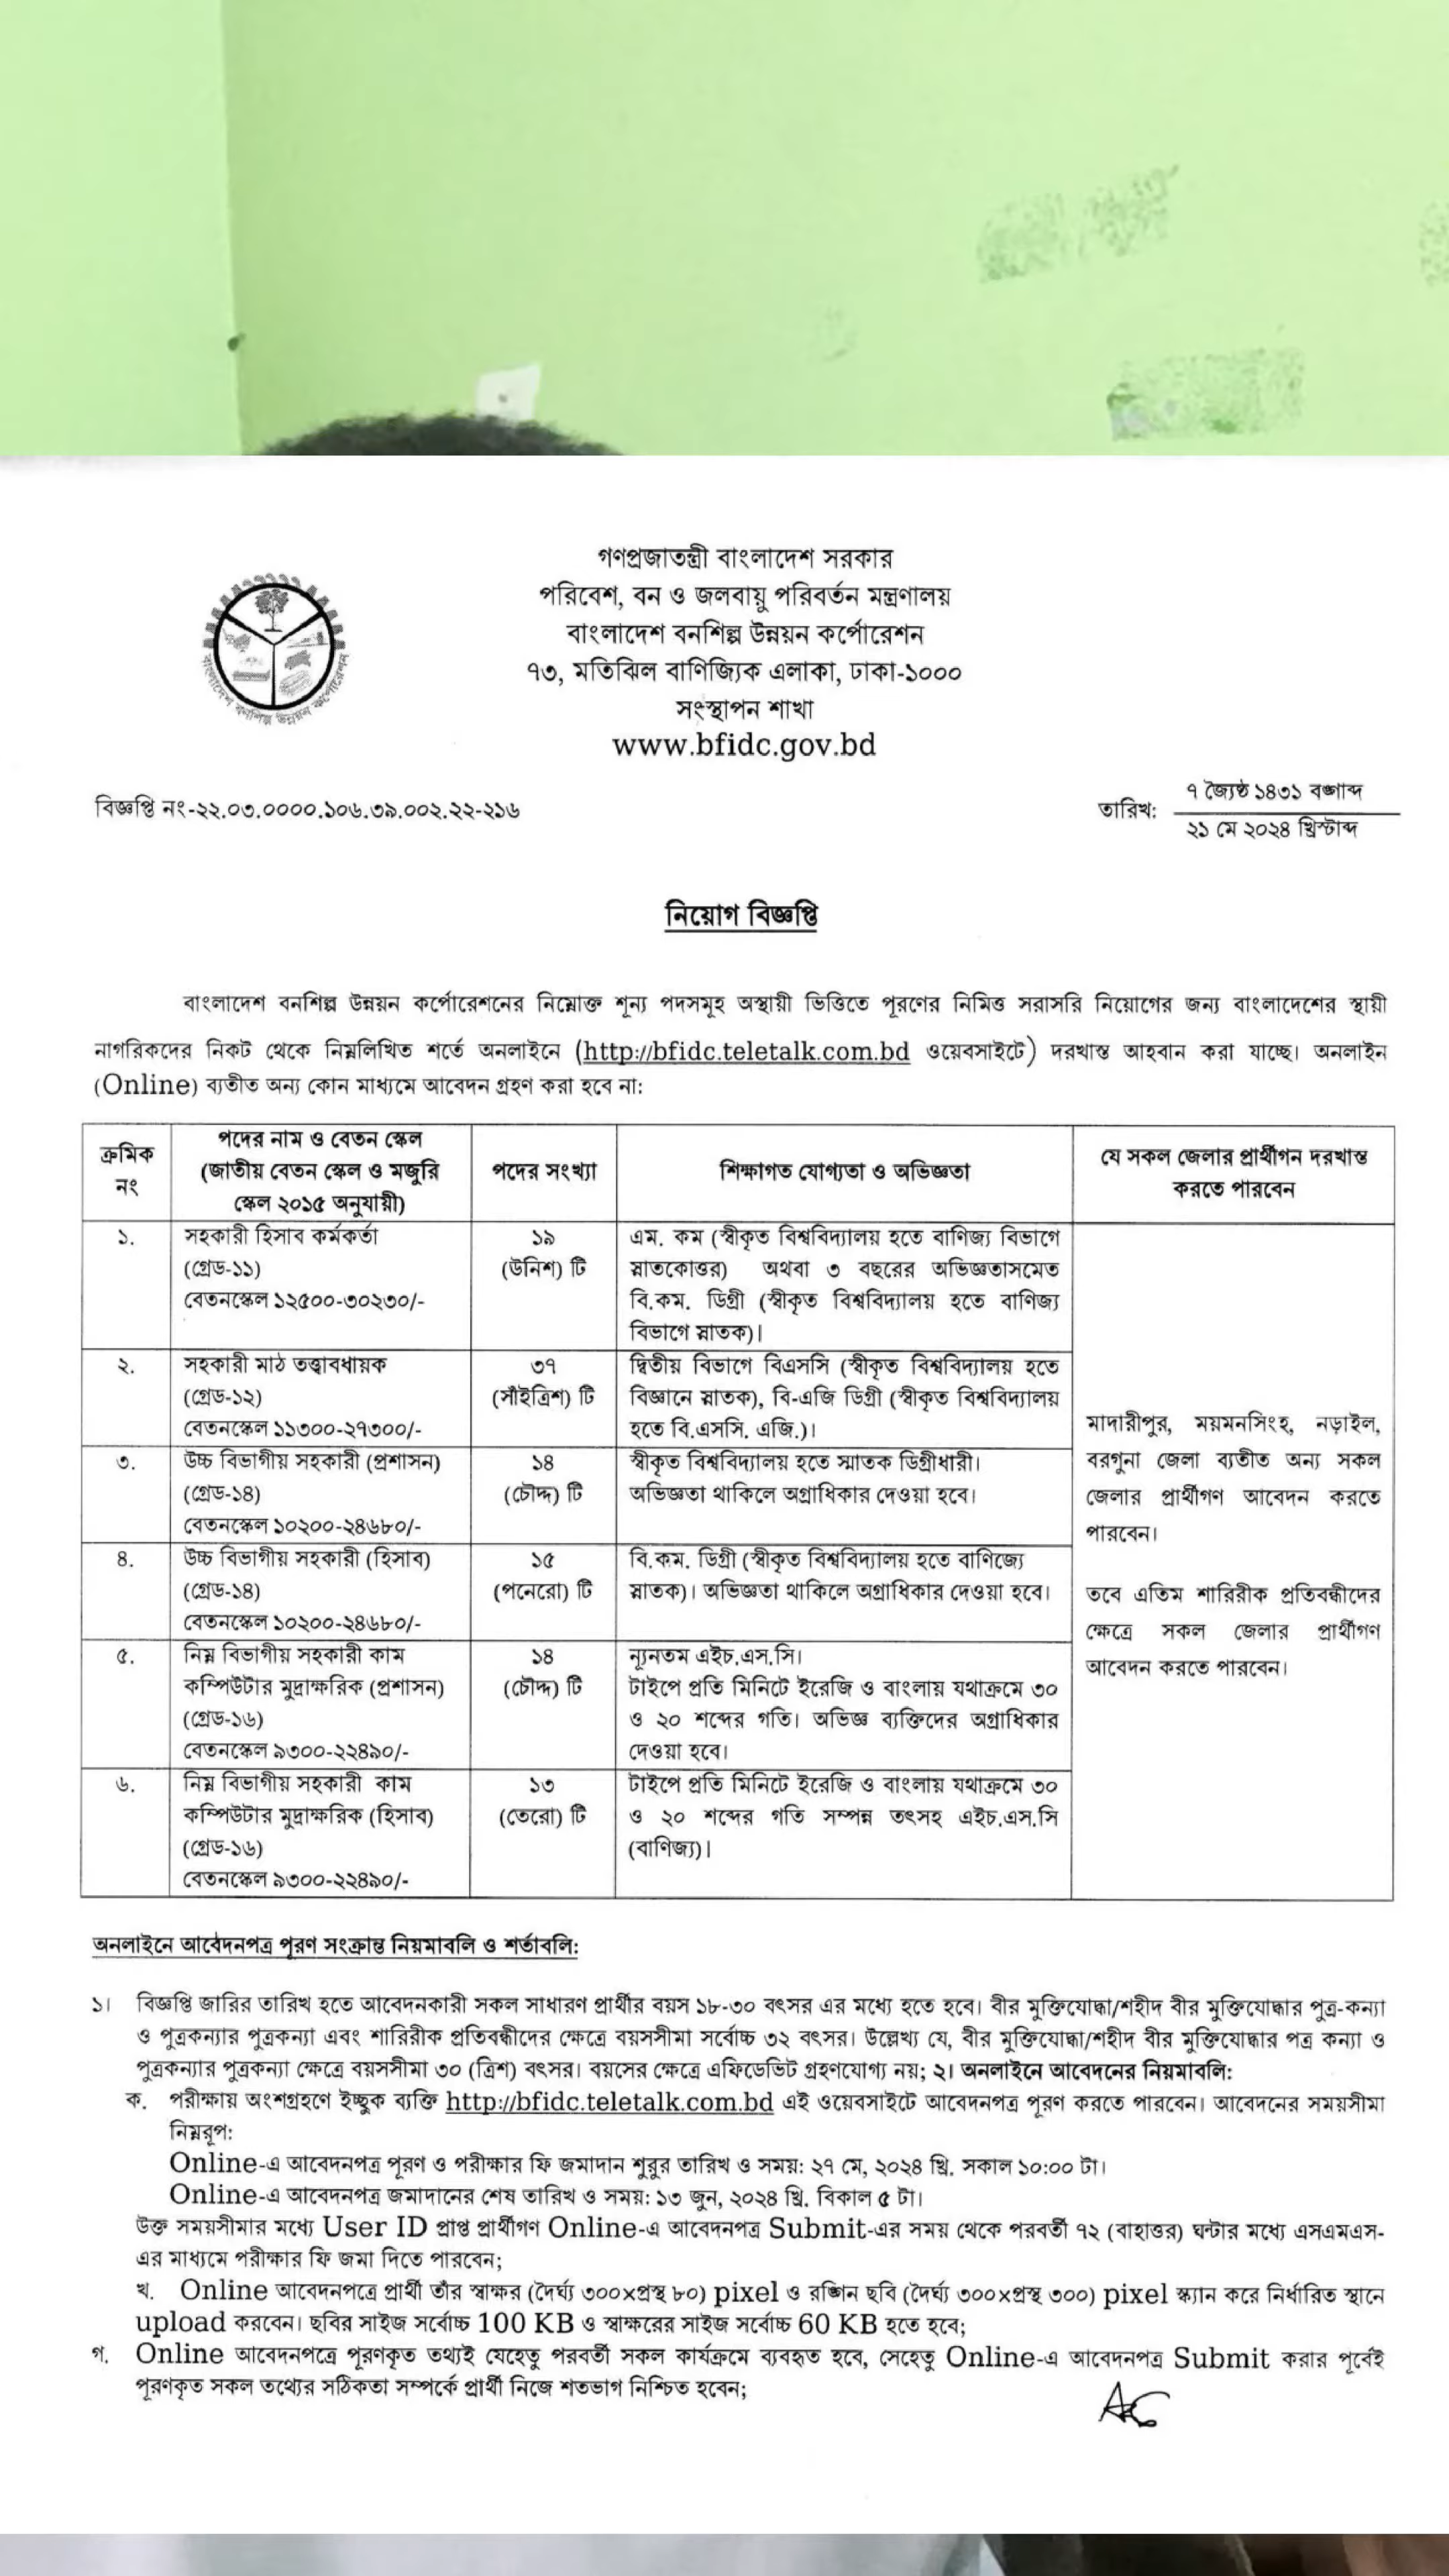 গণপ্রজাতন্ত্রী বাংলাদেশ সরকার
পরিবেশ, বন ও জলবায়ু পরিবর্তন মন্ত্রণালয়
বাংলাদেশ বনশিল্প উন্নয়ন কর্পোরেশন
৭৩, মতিঝিল বাণিজ্যিক এলাকা, ঢাকা-১০০০
সংস্থাপন শাখা
www.bfidc.gov.bd
বাংলাদেশ বনশিল্প উন্নয়ন কর্পোরেশন
বিজ্ঞপ্তি নং-২২.০৩.০০০০.১০৬.৩৯.০০২.২২-২১৬
তারিখ:
৭ জ্যৈষ্ঠ ১৪৩১ বঙ্গাব্দ
২১ মে ২০২৪ খ্রিস্টাব্দ
নিয়োগ বিজ্ঞপ্তি
বাংলাদেশ বনশিল্প উন্নয়ন কর্পোরেশনের নিম্নোক্ত শূন্য পদসমূহ অস্থায়ী ভিত্তিতে পূরণের নিমিত্ত সরাসরি নিয়োগের জন্য বাংলাদেশের স্থায়ী
নাগরিকদের নিকট থেকে নিম্নলিখিত শর্তে অনলাইনে (http://bfidc.teletalk.com.bd ওয়েবসাইটে) দরখাস্ত আহবান করা যাচ্ছে। অনলাইন
(Online) ব্যতীত অন্য কোন মাধ্যমে আবেদন গ্রহণ করা হবে না:
ক্রমিক
নং
পদের নাম ও বেতন স্কেল
(জাতীয় বেতন স্কেল ও মজুরি
স্কেল ২০১৫ অনুযায়ী)
পদের সংখ্যা
শিক্ষাগত যোগ্যতা ও অভিজ্ঞতা
যে সকল জেলার প্রার্থীগন দরখাস্ত
করতে পারবেন
১.
সহকারী হিসাব কর্মকর্তা
(গ্রেড-১১)
বেতনস্কেল ১২৫০০-৩০২৩০/-
১৯
(উনিশ) টি
এম. কম (স্বীকৃত বিশ্ববিদ্যালয় হতে বাণিজ্য বিভাগে
স্নাতকোত্তর) অথবা ৩ বছরের অভিজ্ঞতাসমেত
বি.কম. ডিগ্রী (স্বীকৃত বিশ্ববিদ্যালয় হতে বাণিজ্য
বিভাগে স্নাতক)।
২.
সহকারী মাঠ তত্ত্বাবধায়ক
(গ্রেড-১২)
বেতনস্কেল ১১৩০০-২৭৩০০/-
৩৭
(সাঁইত্রিশ) টি
দ্বিতীয় বিভাগে বিএসসি (স্বীকৃত বিশ্ববিদ্যালয় হতে
বিজ্ঞানে স্নাতক), বি-এজি ডিগ্রী (স্বীকৃত বিশ্ববিদ্যালয়
হতে বি.এসসি. এজি.)।
৩.
উচ্চ বিভাগীয় সহকারী (প্রশাসন)
(গ্রেড-১৪)
বেতনস্কেল ১০২০০-২৪৬৮০/-
১৪
(চৌদ্দ) টি
স্বীকৃত বিশ্ববিদ্যালয় হতে স্মাতক ডিগ্রীধারী।
অভিজ্ঞতা থাকিলে অগ্রাধিকার দেওয়া হবে।
৪.
উচ্চ বিভাগীয় সহকারী (হিসাব)
(গ্রেড-১৪)
বেতনস্কেল ১০২০০-২৪৬৮০/-
১৫
(পনেরো) টি
বি.কম. ডিগ্রী (স্বীকৃত বিশ্ববিদ্যালয় হতে বাণিজ্যে
স্নাতক)। অভিজ্ঞতা থাকিলে অগ্রাধিকার দেওয়া হবে।
৫.
নিম্ন বিভাগীয় সহকারী কাম
কম্পিউটার মুদ্রাক্ষরিক (প্রশাসন)
(গ্রেড-১৬)
বেতনস্কেল ৯৩০০-২২৪৯০/-
১৪
(চৌদ্দ) টি
ন্যূনতম এইচ.এস.সি।
টাইপে প্রতি মিনিটে ইরেজি ও বাংলায় যথাক্রমে ৩০
ও ২০ শব্দের গতি। অভিজ্ঞ ব্যক্তিদের অগ্রাধিকার
দেওয়া হবে।
৬.
নিম্ন বিভাগীয় সহকারী কাম
কম্পিউটার মুদ্রাক্ষরিক (হিসাব)
(গ্রেড-১৬)
বেতনস্কেল ৯৩০০-২২৪৯০/-
১৩
(তেরো) টি
টাইপে প্রতি মিনিটে ইরেজি ও বাংলায় যথাক্রমে ৩০
ও ২০ শব্দের গতি সম্পন্ন তৎসহ এইচ.এস.সি
(বাণিজ্য)।
মাদারীপুর, ময়মনসিংহ, নড়াইল,
বরগুনা জেলা ব্যতীত অন্য সকল
জেলার প্রার্থীগণ আবেদন করতে
পারবেন।
তবে এতিম শারিরীক প্রতিবন্ধীদের
ক্ষেত্রে সকল জেলার প্রার্থীগণ
আবেদন করতে পারবেন।
অনলাইনে আবেদনপত্র পূরণ সংক্রান্ত নিয়মাবলি ও শর্তাবলি:
১। বিজ্ঞপ্তি জারির তারিখ হতে আবেদনকারী সকল সাধারণ প্রার্থীর বয়স ১৮-৩০ বৎসর এর মধ্যে হতে হবে। বীর মুক্তিযোদ্ধা/শহীদ বীর মুক্তিযোদ্ধার পুত্র-কন্যা
ও পুত্রকন্যার পুত্রকন্যা এবং শারিরীক প্রতিবন্ধীদের ক্ষেত্রে বয়সসীমা সর্বোচ্চ ৩২ বৎসর। উল্লেখ্য যে, বীর মুক্তিযোদ্ধা/শহীদ বীর মুক্তিযোদ্ধার পত্র কন্যা ও
পুত্রকন্যার পুত্রকন্যা ক্ষেত্রে বয়সসীমা ৩০ (ত্রিশ) বৎসর। বয়সের ক্ষেত্রে এফিডেভিট গ্রহণযোগ্য নয়; ২। অনলাইনে আবেদনের নিয়মাবলি:
ক. পরীক্ষায় অংশগ্রহণে ইচ্ছুক ব্যক্তি http://bfidc.teletalk.com.bd এই ওয়েবসাইটে আবেদনপত্র পূরণ করতে পারবেন। আবেদনের সময়সীমা
নিম্নরূপ:
Online-এ আবেদনপত্র পূরণ ও পরীক্ষার ফি জমাদান শুরুর তারিখ ও সময়: ২৭ মে, ২০২৪ খ্রি. সকাল ১০:০০ টা।
Online-এ আবেদনপত্র জমাদানের শেষ তারিখ ও সময়: ১৩ জুন, ২০২৪ খ্রি. বিকাল ৫ টা।
উক্ত সময়সীমার মধ্যে User ID প্রাপ্ত প্রার্থীগণ Online-এ আবেদনপত্র Submit-এর সময় থেকে পরবর্তী ৭২ (বাহাত্তর) ঘন্টার মধ্যে এসএমএস-
এর মাধ্যমে পরীক্ষার ফি জমা দিতে পারবেন;
খ. Online আবেদনপত্রে প্রার্থী তাঁর স্বাক্ষর (দৈর্ঘ্য ৩০০xপ্রস্থ ৮০) pixel ও রঙ্গিন ছবি (দৈর্ঘ্য ৩০০xপ্রস্থ ৩০০) pixel স্ক্যান করে নির্ধারিত স্থানে
upload করবেন। ছবির সাইজ সর্বোচ্চ 100 KB ও স্বাক্ষরের সাইজ সর্বোচ্চ 60 KB হতে হবে;
গ. Online আবেদনপত্রে পূরণকৃত তথ্যই যেহেতু পরবর্তী সকল কার্যক্রমে ব্যবহৃত হবে, সেহেতু Online-এ আবেদনপত্র Submit করার পূর্বেই
পূরণকৃত সকল তথ্যের সঠিকতা সম্পর্কে প্রার্থী নিজে শতভাগ নিশ্চিত হবেন;